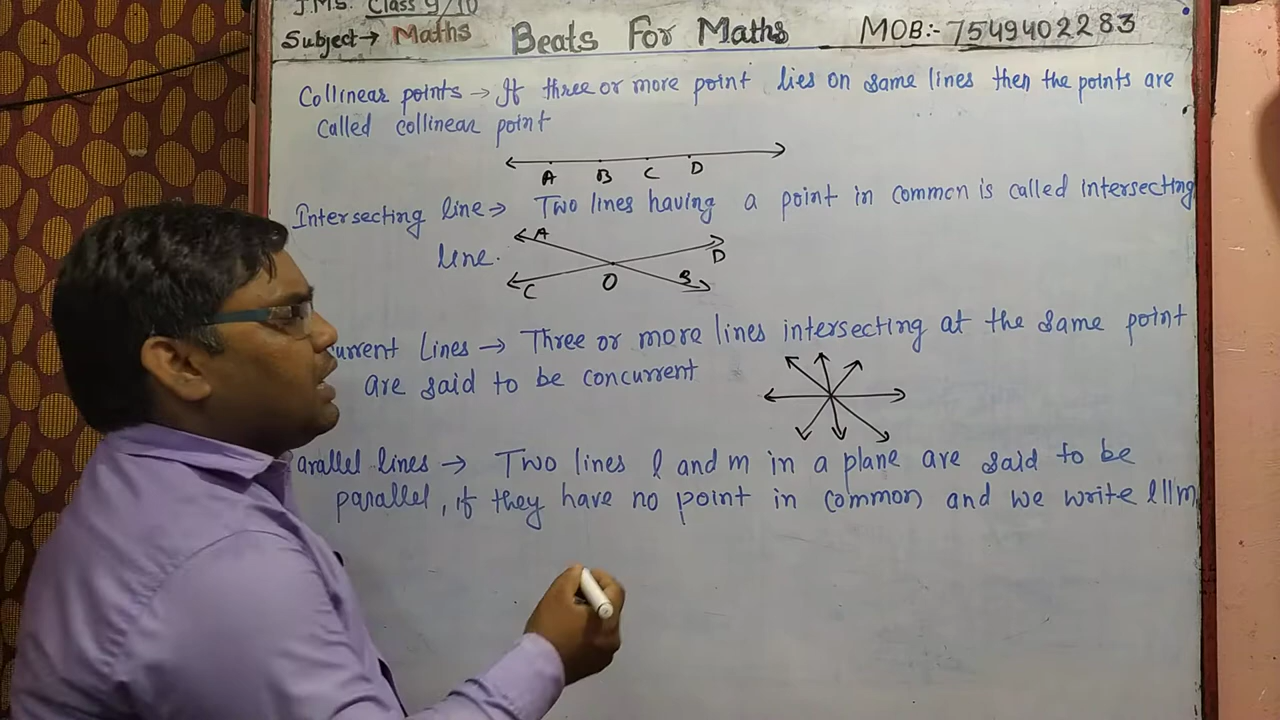 J.M.S. Class 9/10
Subject→ Maths Beats For Maths MOB:- 7549402283
Collinear points → If three or more point lies on same lines then the points are
called collinear point
A B C D
Intersecting line → Two lines having a point in common is called intersecting
line.
A D
C O B
urrent Lines → Three or more lines intersecting at the same point
are said to be concurrent
arallel lines → Two lines l and m in a plane are said to be
parallel, if they have no point in common and we write l||m